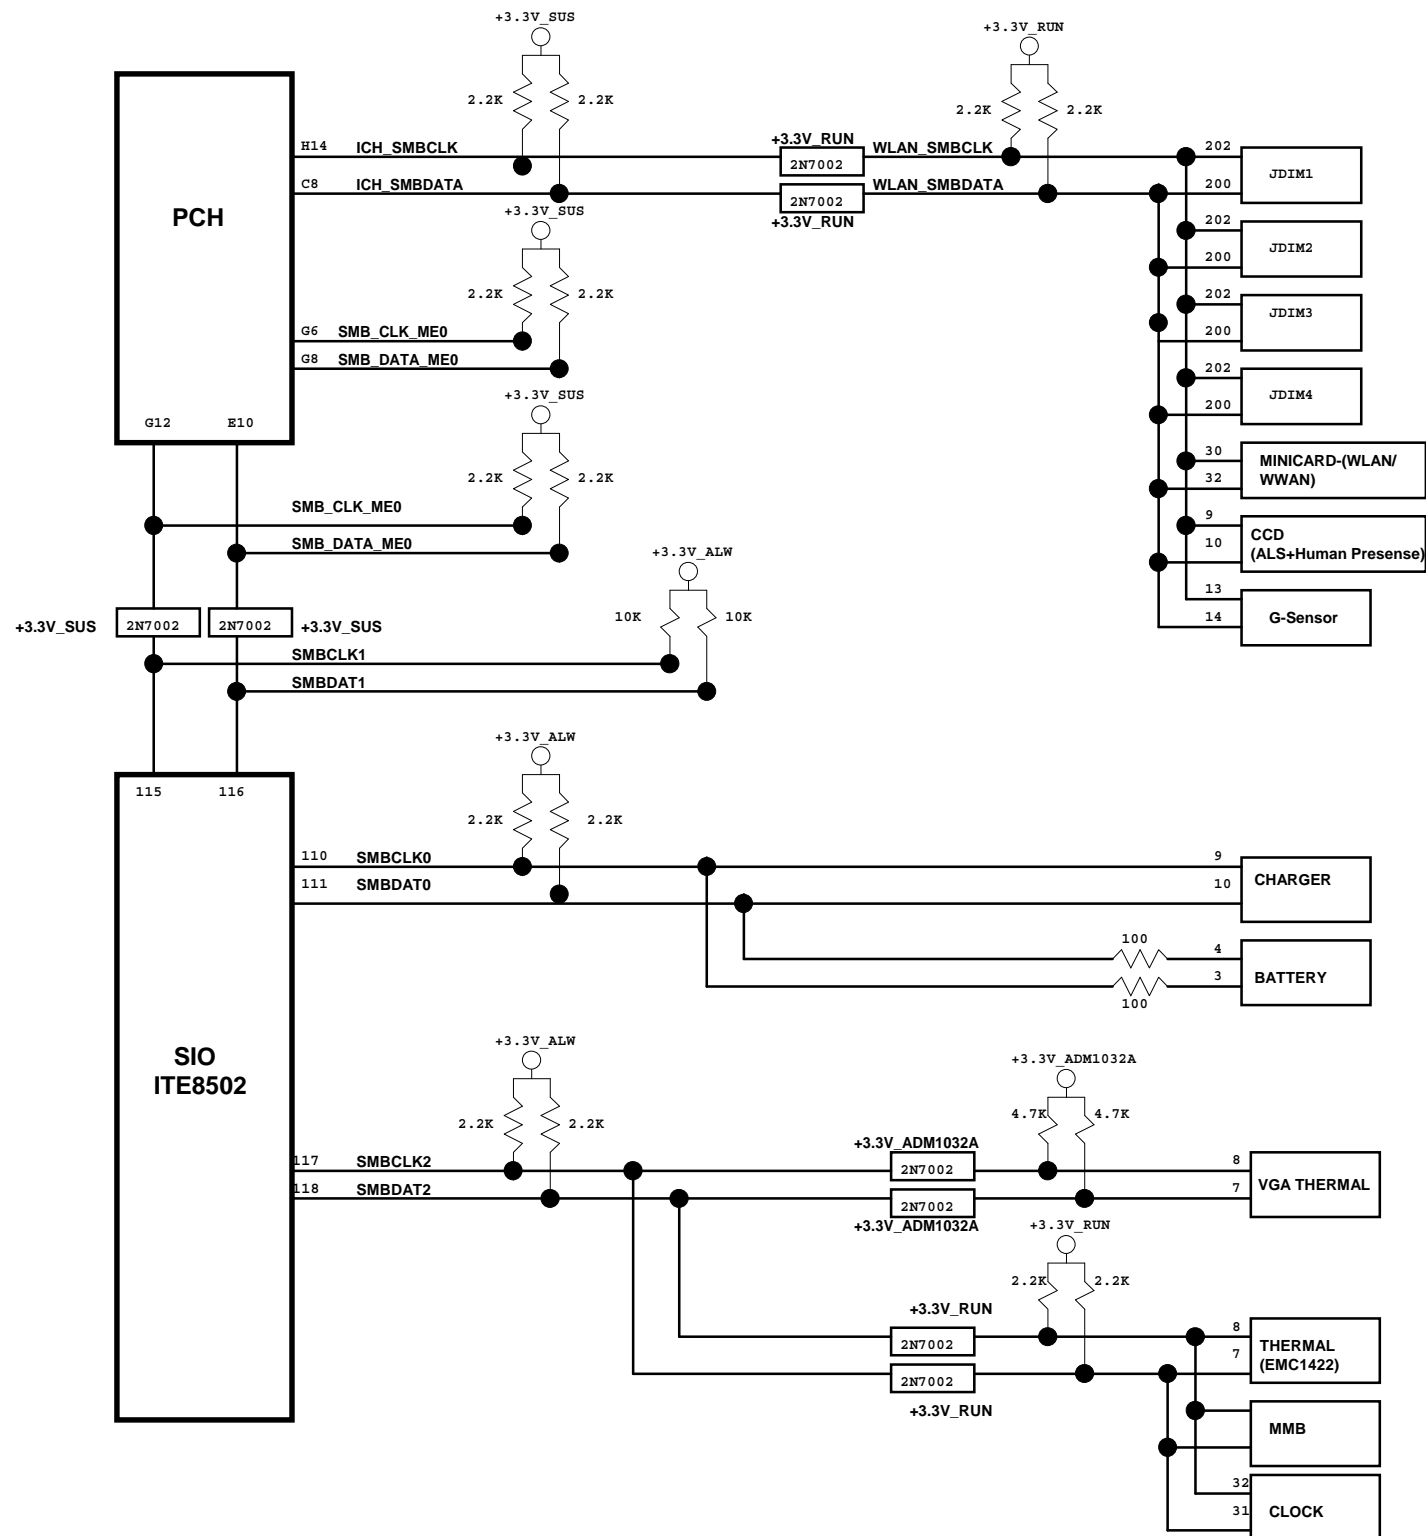 +3.3V_SUS
+3.3V_RUN
2.2K
2.2K
2.2K
2.2K
H14
ICH_SMBCLK
+3.3V_RUN
2N7002
WLAN_SMBCLK
202
JDIM1
C8
ICH_SMBDATA
2N7002
+3.3V_RUN
WLAN_SMBDATA
200
PCH
+3.3V_SUS
202
JDIM2
200
2.2K
2.2K
202
JDIM3
200
G6
SMB_CLK_ME0
G8
SMB_DATA_ME0
202
JDIM4
200
+3.3V_SUS
G12
E10
2.2K
2.2K
30
MINICARD-(WLAN/
WWAN)
32
SMB_CLK_ME0
SMB_DATA_ME0
9
CCD
(ALS+Human Presense)
10
+3.3V_ALW
10K
10K
13
G-Sensor
14
+3.3V_SUS
2N7002
2N7002
+3.3V_SUS
SMBCLK1
SMBDAT1
+3.3V_ALW
115
116
2.2K
2.2K
110
SMBCLK0
9
CHARGER
111
SMBDAT0
10
100
4
BATTERY
3
100
SIO
ITE8502
+3.3V_ALW
+3.3V_ADM1032A
2.2K
2.2K
4.7K
4.7K
117
SMBCLK2
+3.3V_ADM1032A
2N7002
8
VGA THERMAL
118
SMBDAT2
2N7002
+3.3V_ADM1032A
7
+3.3V_RUN
2.2K
2.2K
+3.3V_RUN
2N7002
8
THERMAL
(EMC1422)
7
2N7002
+3.3V_RUN
MMB
32
CLOCK
31